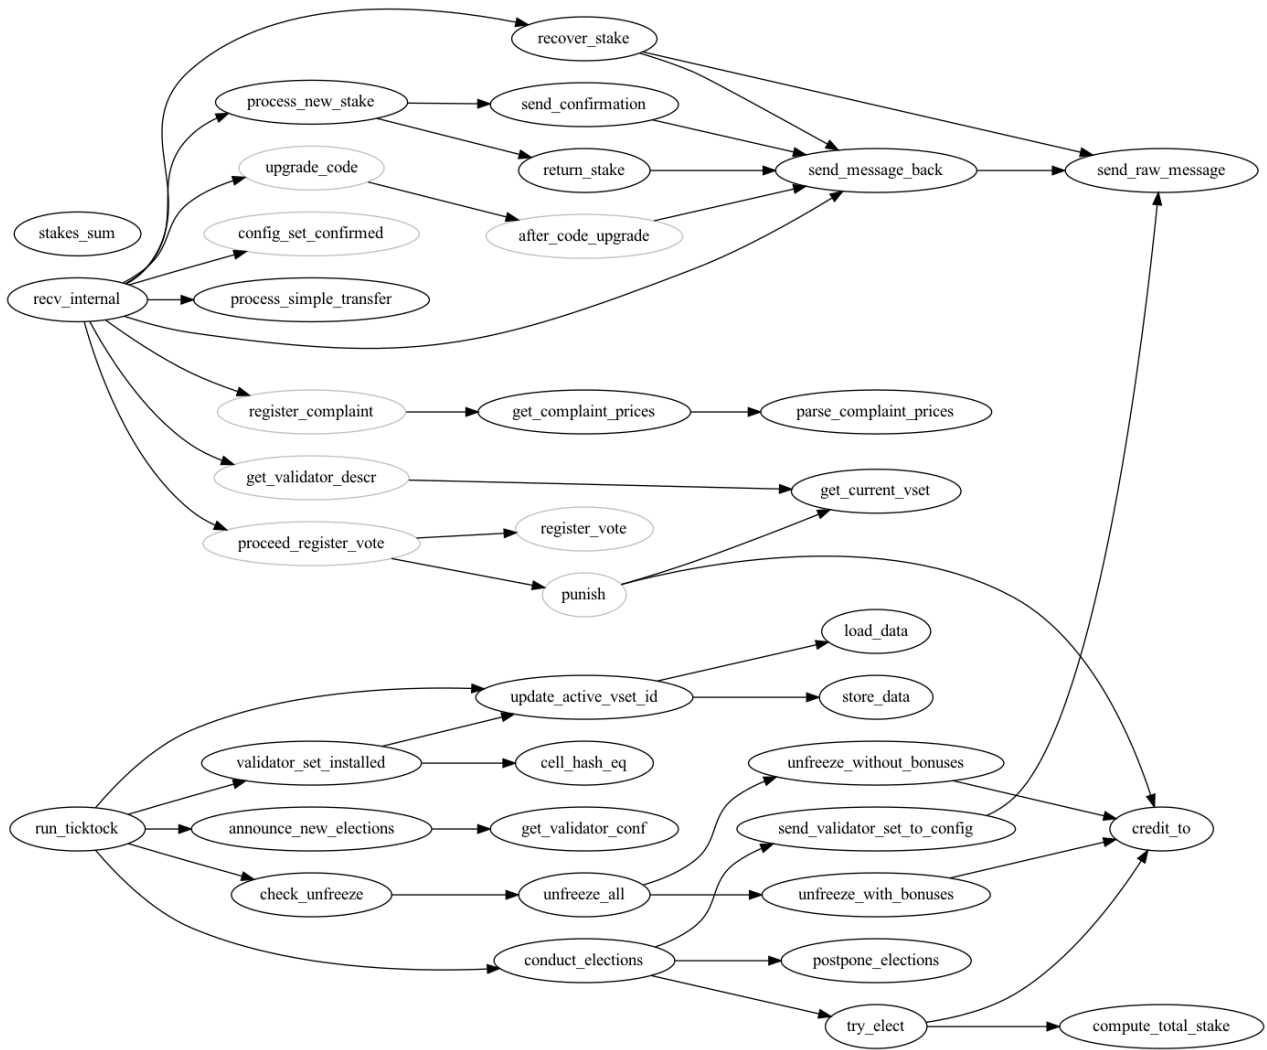 recover_stake
process_new_stake
send_confirmation
upgrade_code
return_stake
send_message_back
send_raw_message
stakes_sum
config_set_confirmed
after_code_upgrade
recv_internal
process_simple_transfer
register_complaint
get_complaint_prices
parse_complaint_prices
get_validator_descr
get_current_vset
proceed_register_vote
register_vote
punish
load_data
update_active_vset_id
store_data
validator_set_installed
cell_hash_eq
unfreeze_without_bonuses
run_ticktock
announce_new_elections
get_validator_conf
send_validator_set_to_config
credit_to
check_unfreeze
unfreeze_all
unfreeze_with_bonuses
conduct_elections
postpone_elections
try_elect
compute_total_stake